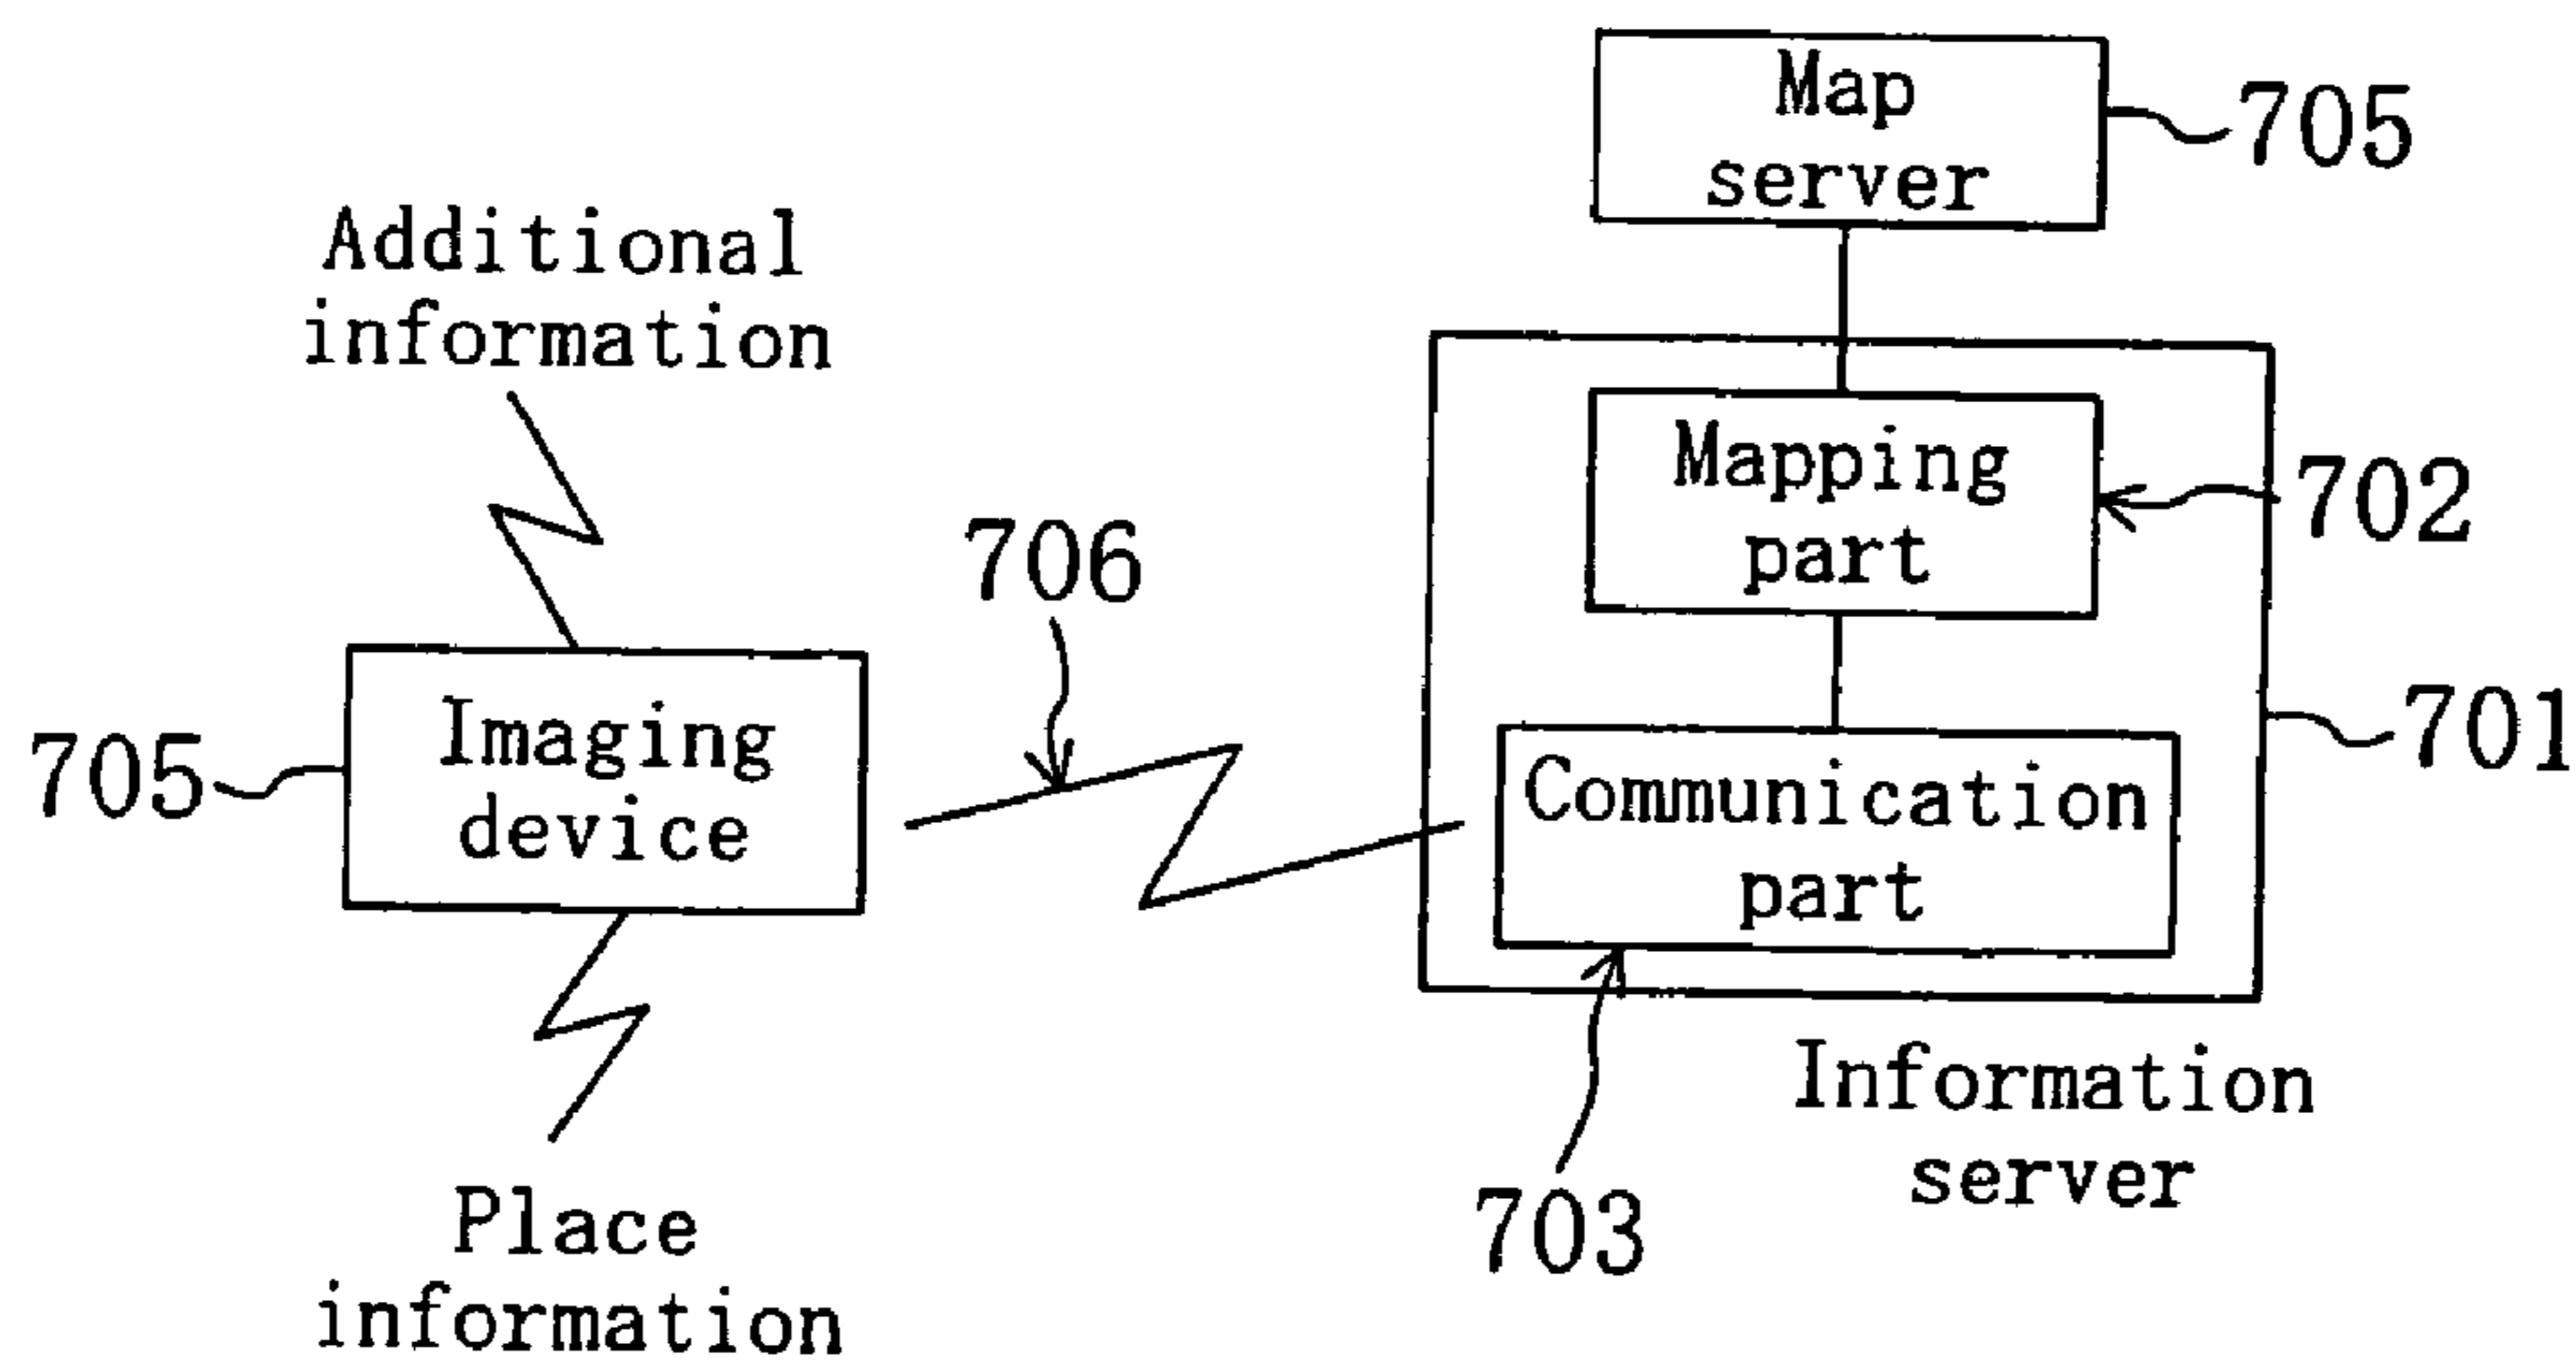 Map
server
705
Additional
information
Mapping
part
702
706
Imaging
device
705
Communication
part
701
Information
server
703
Place
information